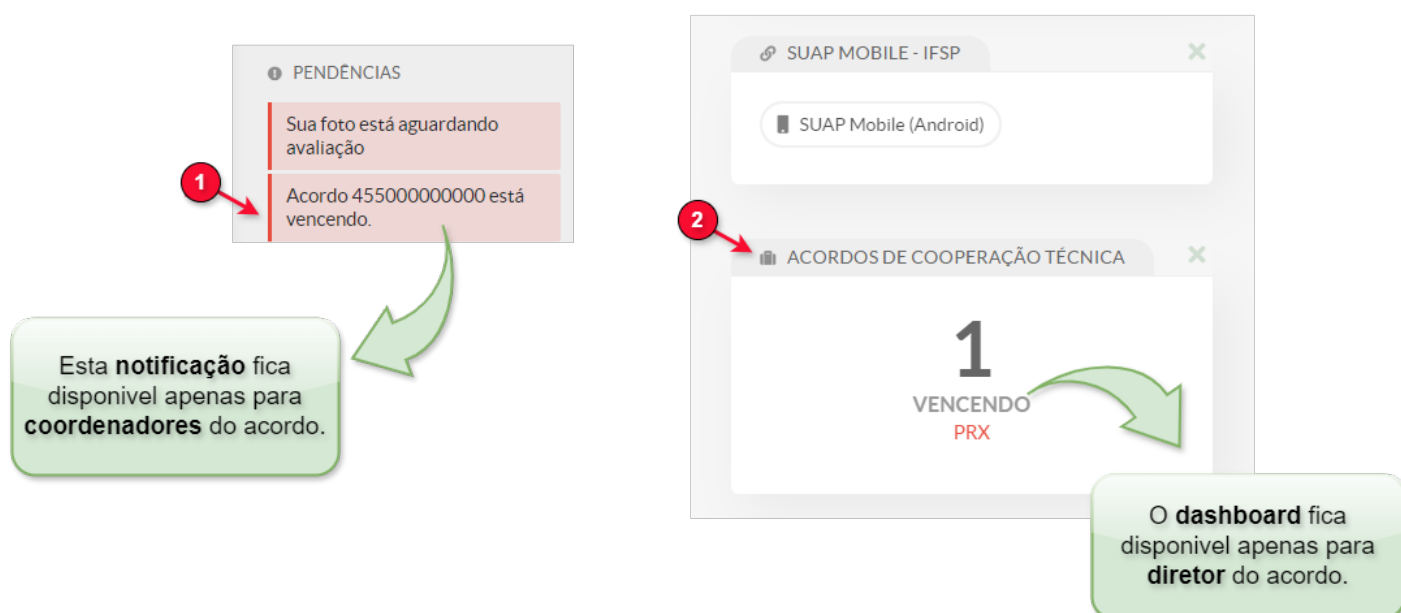 PENDÊNCIAS
Sua foto está aguardando
avaliação
1
Acordo 455000000000 está
vencendo.
Esta notificação fica
disponivel apenas para
coordenadores do acordo.
SUAP MOBILE - IFSP
SUAP Mobile (Android)
2
ACORDOS DE COOPERAÇÃO TÉCNICA
1
VENCENDO
PRX
O dashboard fica
disponivel apenas para
diretor do acordo.